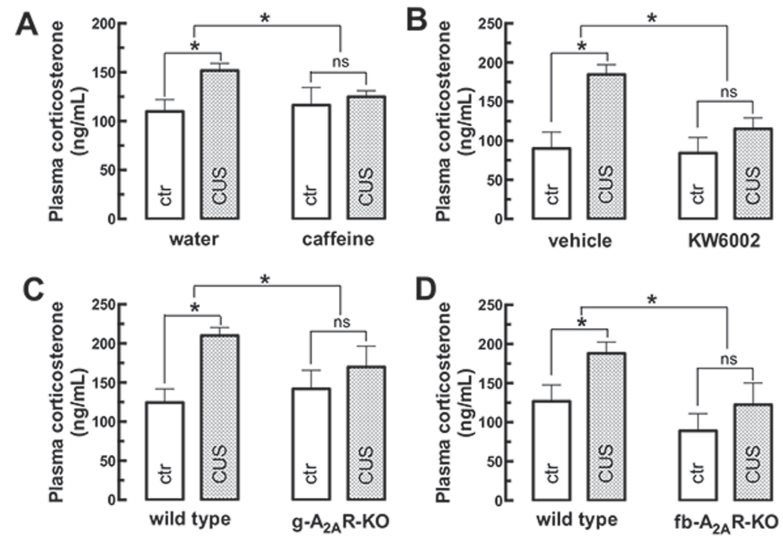 A
Plasma corticosterone
(ng/mL)
200
150
100
50
0
*
*
ns
ctr
CUS
ctr
CUS
water
caffeine
B
Plasma corticosterone
(ng/mL)
250
200
150
100
50
0
*
*
ns
ctr
CUS
ctr
CUS
vehicle
KW6002
C
Plasma corticosterone
(ng/mL)
250
200
150
100
50
0
*
*
ns
ctr
CUS
ctr
CUS
wild type
g-A2AR-KO
D
Plasma corticosterone
(ng/mL)
250
200
150
100
50
0
*
*
ns
ctr
CUS
ctr
CUS
wild type
fb-A2AR-KO